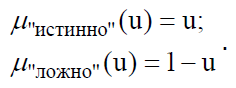 μ"истинно"(u) = u;
μ"ложно"(u) = 1 – u.